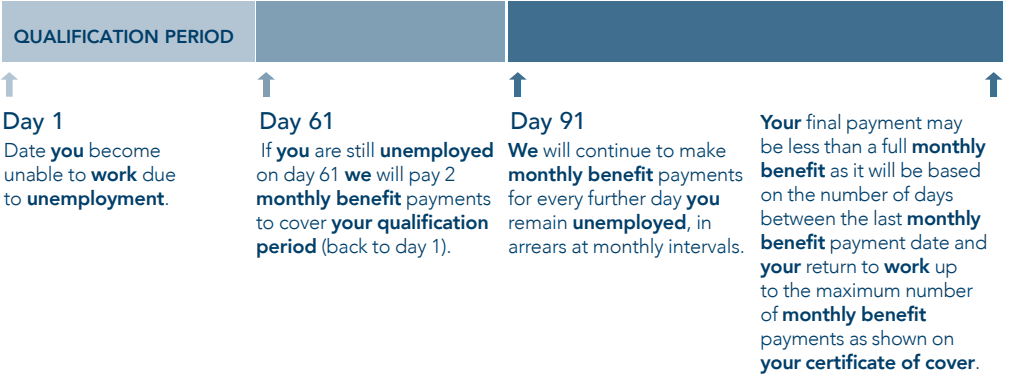 QUALIFICATION PERIOD
Day 1
Date you become
unable to work due
to unemployment.
Day 61
If you are still unemployed
on day 61 we will pay 2
monthly benefit payments
to cover your qualification
period (back to day 1).
Day 91
We will continue to make
monthly benefit payments
for every further day you
remain unemployed, in
arrears at monthly intervals.
Your final payment may
be less than a full monthly
benefit as it will be based
on the number of days
between the last monthly
benefit payment date and
your return to work up
to the maximum number
of monthly benefit
payments as shown on
your certificate of cover.